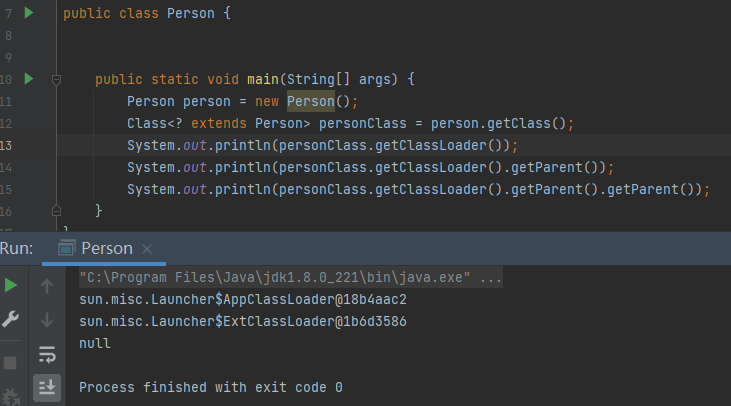 7 public class Person {
8
9
10 public static void main(String[] args) {
11 Person person = new Person();
12 Class<? extends Person> personClass = person.getClass();
13 System.out.println(personClass.getClassLoader());
14 System.out.println(personClass.getClassLoader().getParent());
15 System.out.println(personClass.getClassLoader().getParent().getParent());
16 }
Run: Person ×
"C:\Program Files\Java\jdk1.8.0_221\bin\java.exe" ...
sun.misc.Launcher$AppClassLoader@18b4aac2
sun.misc.Launcher$ExtClassLoader@1b6d3586
null
Process finished with exit code 0